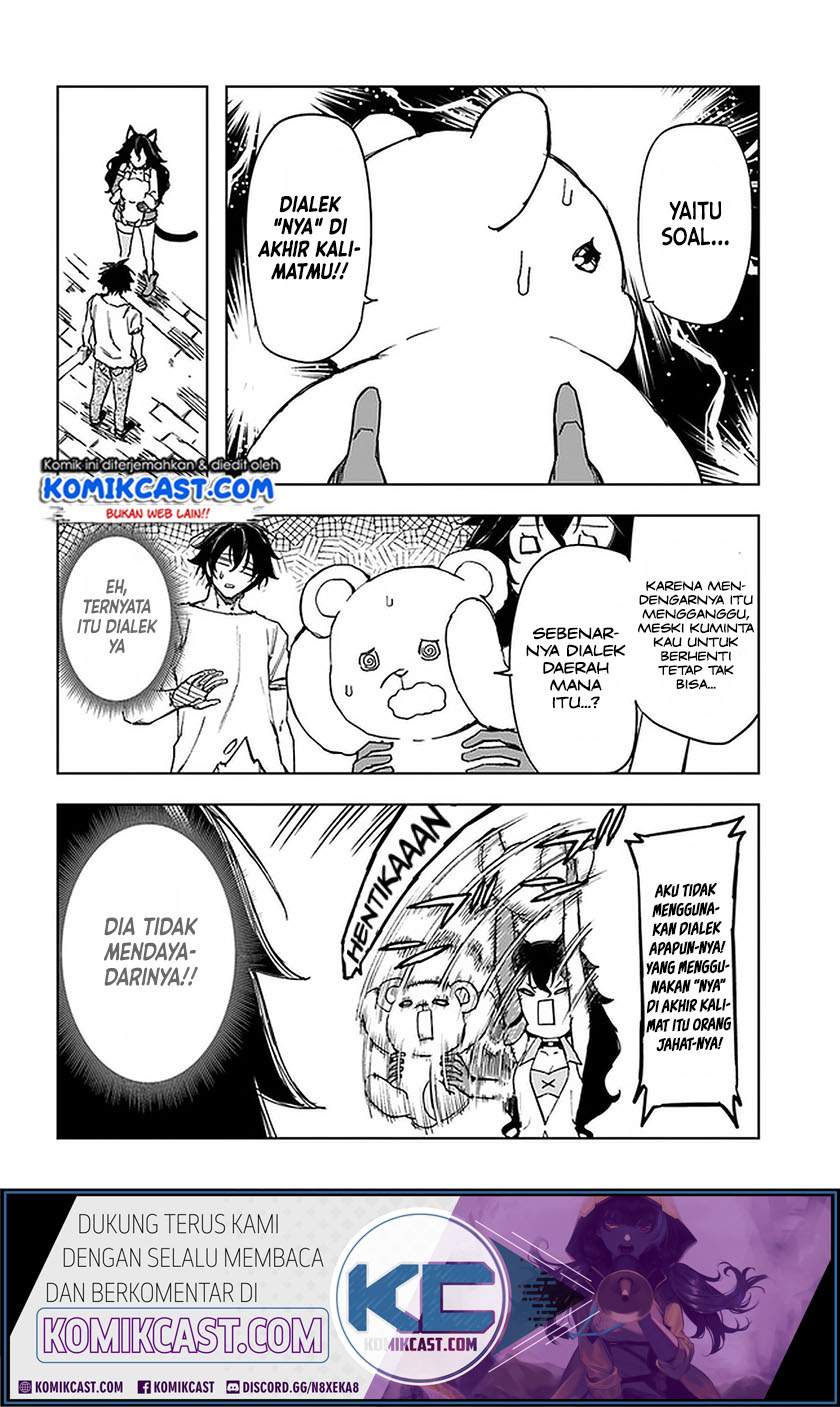 YAITU
SOAL...
DIALEK
"NYA" DI
AKHIR KALI-
MATMU!!
Komik ini diterjemahkan & diedit oleh
KOMIKCAST.COM
BUKAN WEB LAIN!!
KARENA MEN-
DENGARNYA ITU
MENGGANGGU,
MESKI KUMINTA
KAU UNTUK
BERHENTI
TETAP TAK
BISA...
SEBENAR-
NYA DIALEK
DAERAH
MANA
ITU...?
EH,
TERNYATA
ITU DIALEK
YA
AKU TIDAK
MENGGUNA-
KAN DIALEK
APAPUN-NYA!
YANG MENGGU-
NAKAN "NYA"
DI AKHIR KALI-
MAT ITU ORANG
JAHAT-NYA!
HENTIKAAAN
DIA TIDAK
MENDAYA-
DARINYA!!
DUKUNG TERUS KAMI
DENGAN SELALU MEMBACA
DAN BERKOMENTAR DI
KOMIKCAST.COM
KC
KOMIKCAST.COM
KOMIKCAST.COM KOMIKCAST DISCORD.GG/N8XEKA8